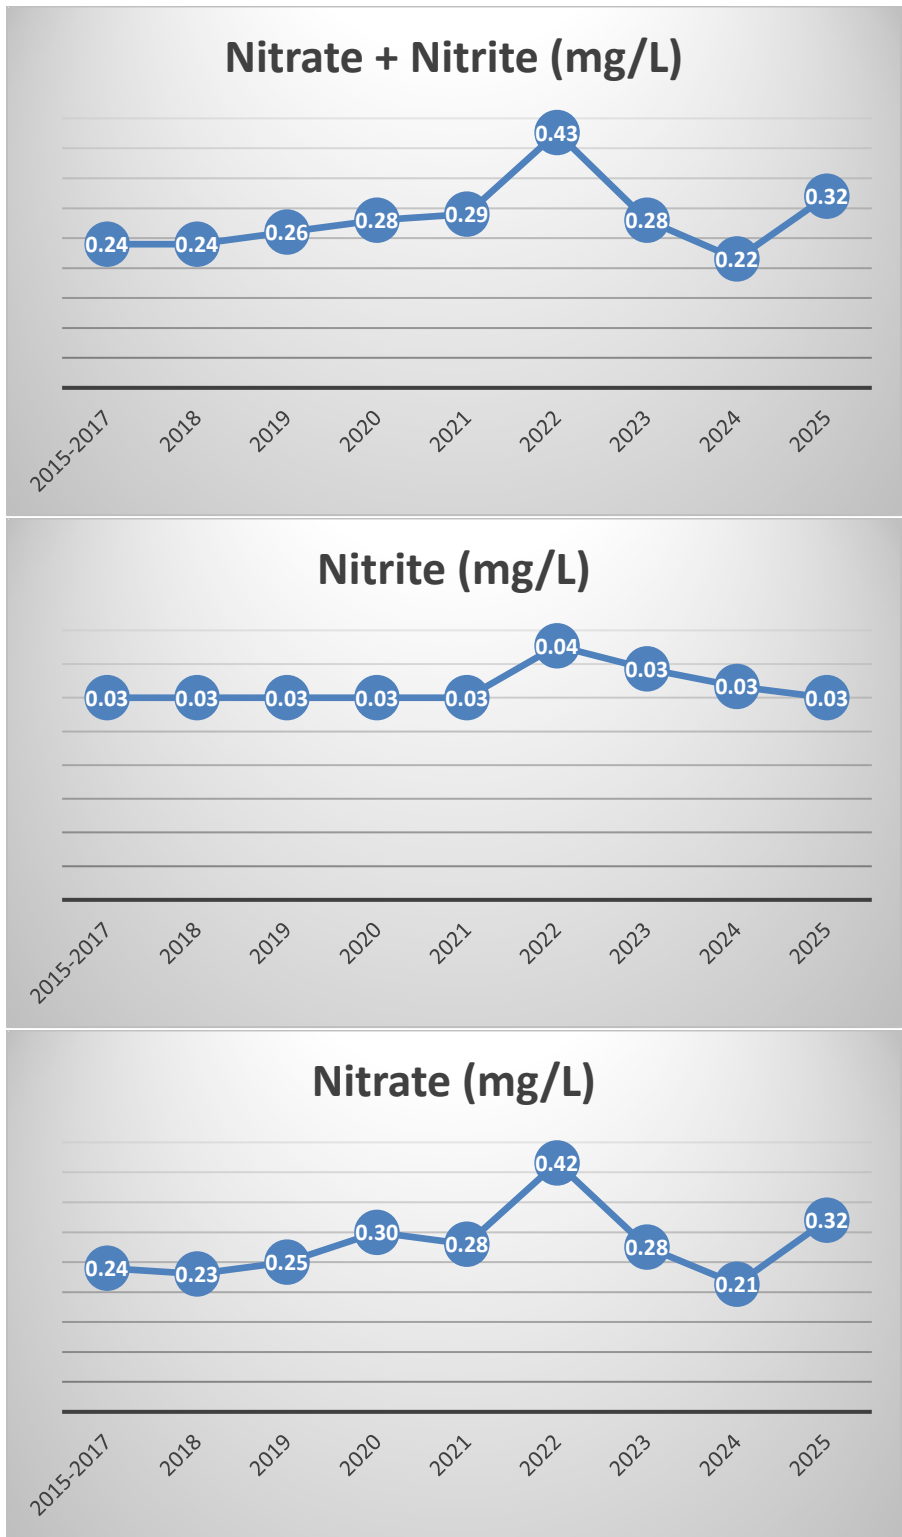 Nitrate + Nitrite (mg/L)
0.24 0.24 0.26 0.28 0.29 0.43 0.28 0.22 0.32
2015-2017 2018 2019 2020 2021 2022 2023 2024 2025
Nitrite (mg/L)
0.03 0.03 0.03 0.03 0.03 0.04 0.03 0.03 0.03
2015-2017 2018 2019 2020 2021 2022 2023 2024 2025
Nitrate (mg/L)
0.24 0.23 0.25 0.30 0.28 0.42 0.28 0.21 0.32
2015-2017 2018 2019 2020 2021 2022 2023 2024 2025